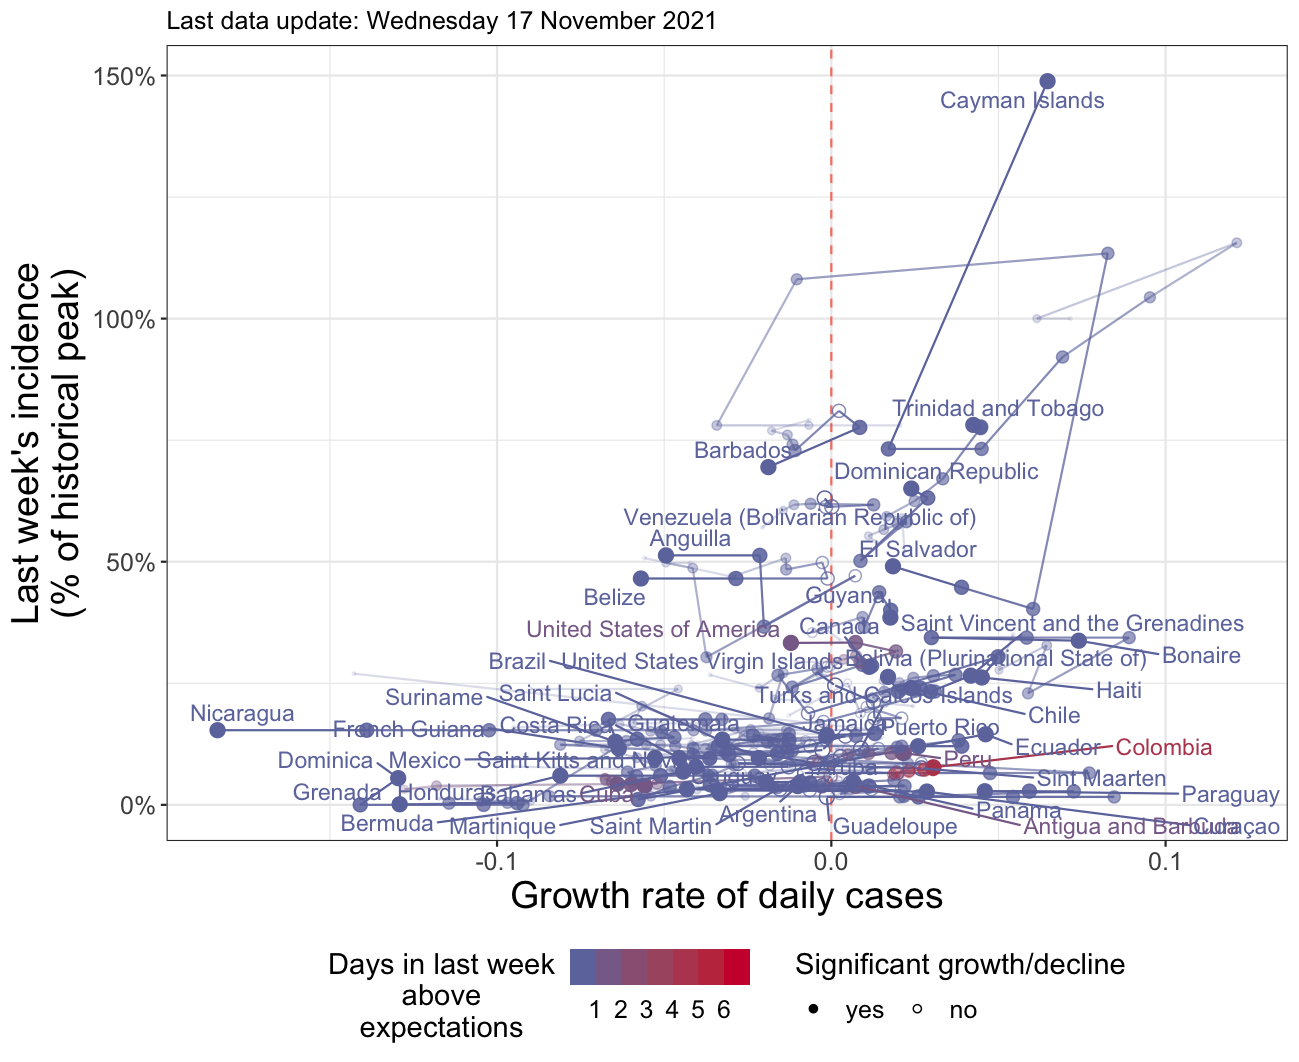 Last data update: Wednesday 17 November 2021
150%
Cayman Islands
100%
Trinidad and Tobago
Barbados
Dominican Republic
Venezuela (Bolivarian Republic of)
Anguilla
50%
El Salvador
Belize
Guyana
Canada
Saint Vincent and the Grenadines
United States of America
Brazil
United States Virgin Islands
Bolivia (Plurinational State of)
Bonaire
Suriname
Saint Lucia
Turks and Caicos Islands
Haiti
Nicaragua
Chile
French Guiana
Costa Rica
Guatemala
Jamaica
Puerto Rico
Ecuador
Colombia
Dominica
Mexico
Saint Kitts and Nevis
Peru
Sint Maarten
Grenada
Honduras
Bahamas
Cuba
Uruguay
Aruba
Paraguay
Bermuda
Martinique
Saint Martin
Argentina
Guadeloupe
Panama
Antigua and Barbuda
Curaçao
0%
-0.1
0.0
0.1
Growth rate of daily cases
Last week's incidence
(% of historical peak)
Days in last week
above
expectations
1 2 3 4 5 6
Significant growth/decline
yes
no